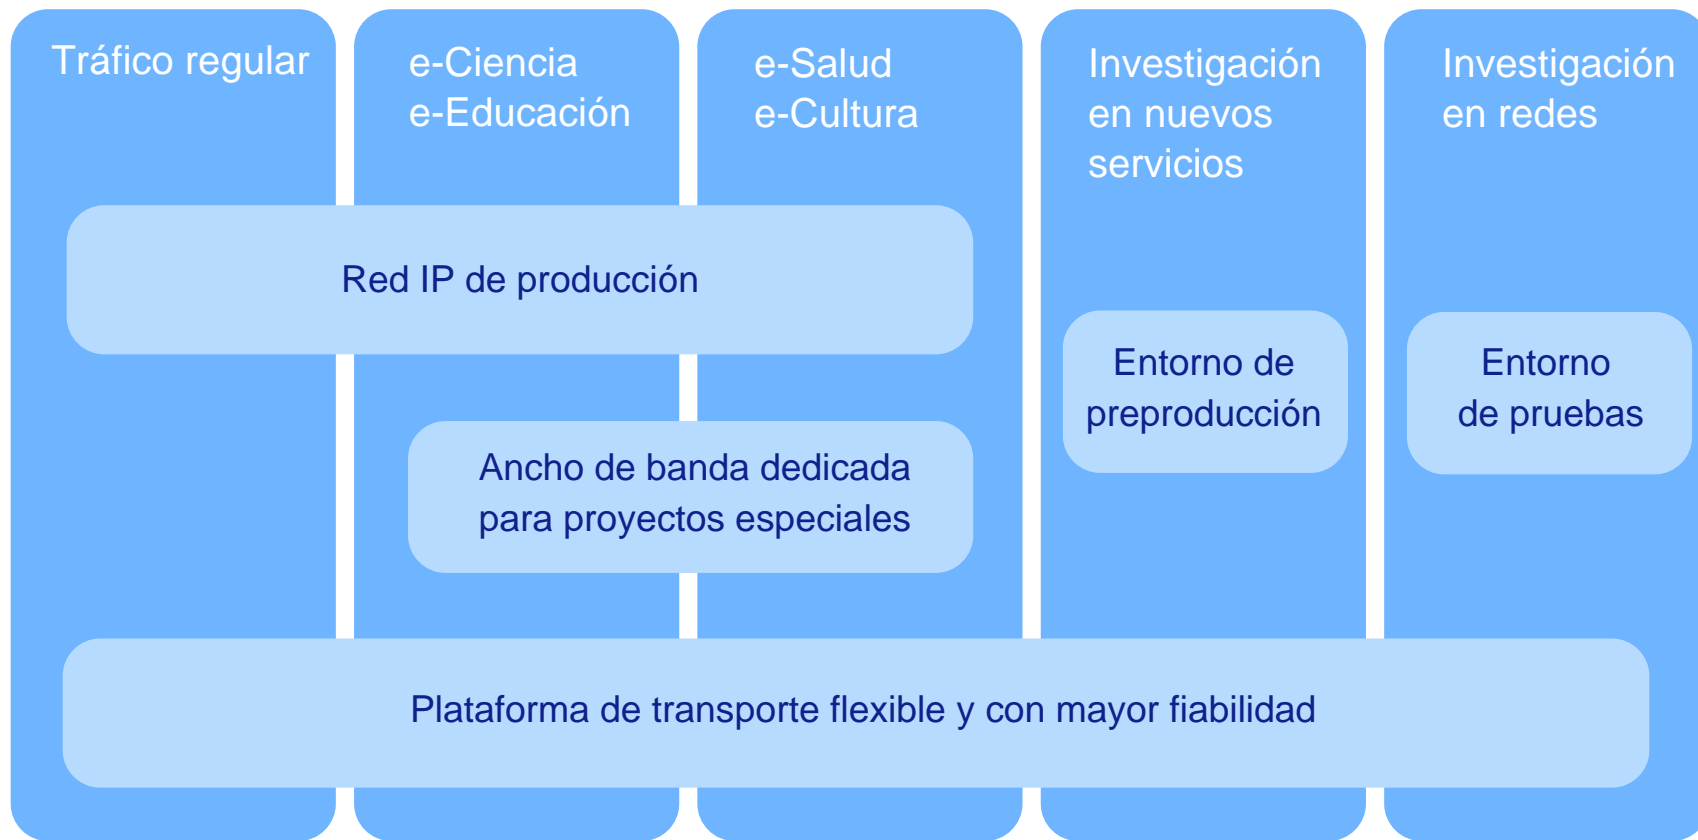 Tráfico regular
e-Ciencia
e-Educación
e-Salud
e-Cultura
Investigación
en nuevos
servicios
Investigación
en redes
Red IP de producción
Entorno de
preproducción
Entorno
de pruebas
Ancho de banda dedicada
para proyectos especiales
Plataforma de transporte flexible y con mayor fiabilidad